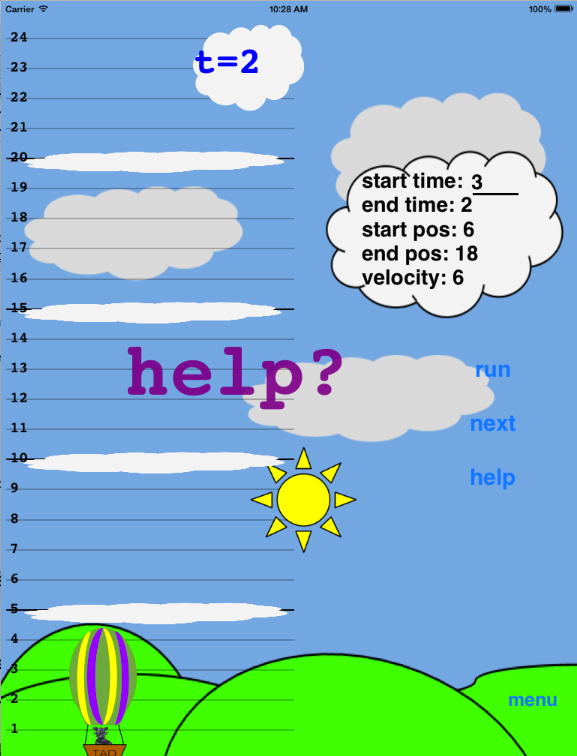 Carrier 10:28 AM 100%
24
t=2
23
22
21
20
19
18
17
16
15
14
13
12
11
10
9
8
7
6
5
4
3
2
1
start time: 3
end time: 2
start pos: 6
end pos: 18
velocity: 6
help?
run
next
help
menu
TAD